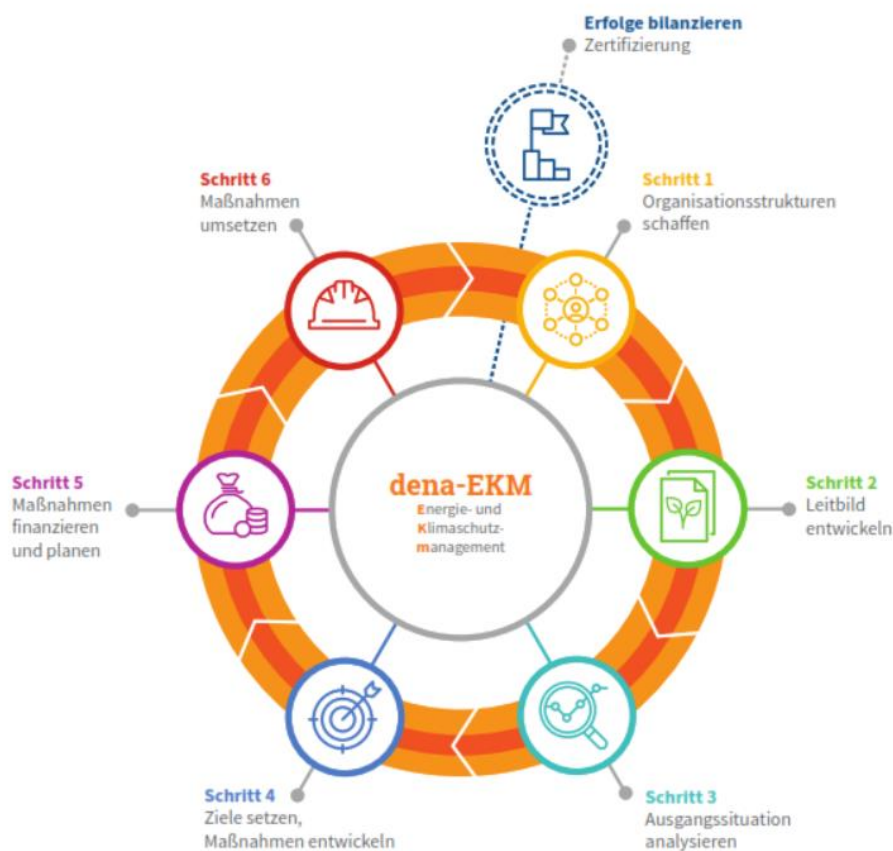 Erfolge bilanzieren
Zertifizierung
Schritt 1
Organisationsstrukturen
schaffen
Schritt 2
Leitbild
entwickeln
Schritt 3
Ausgangssituation
analysieren
Schritt 4
Ziele setzen,
Maßnahmen entwickeln
Schritt 5
Maßnahmen
finanzieren
und planen
Schritt 6
Maßnahmen
umsetzen
dena-EKM
Energie- und
Klimaschutz-
management